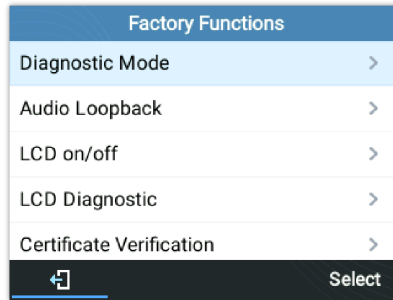 Factory Functions
Diagnostic Mode
Audio Loopback
LCD on/off
LCD Diagnostic
Certificate Verification
Select